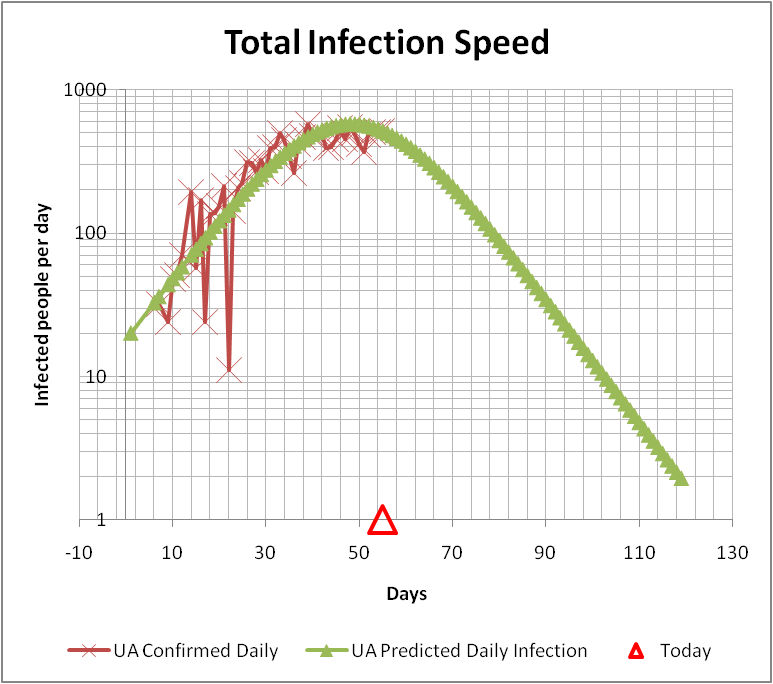 Total Infection Speed
Infected people per day
1000
100
10
1
-10 10 30 50 70 90 110 130
Days
UA Confirmed Daily UA Predicted Daily Infection Today